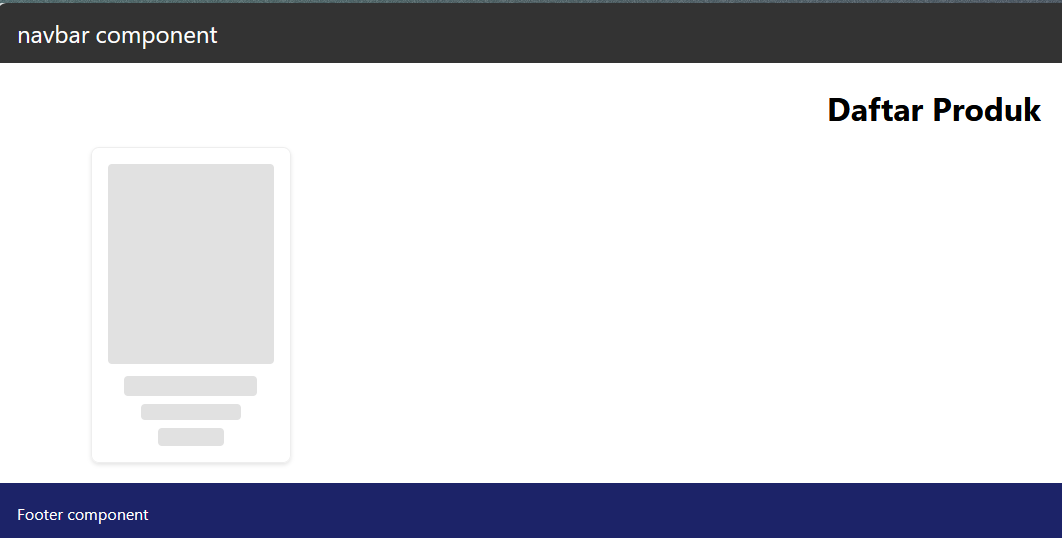 navbar component
Daftar Produk
Footer component